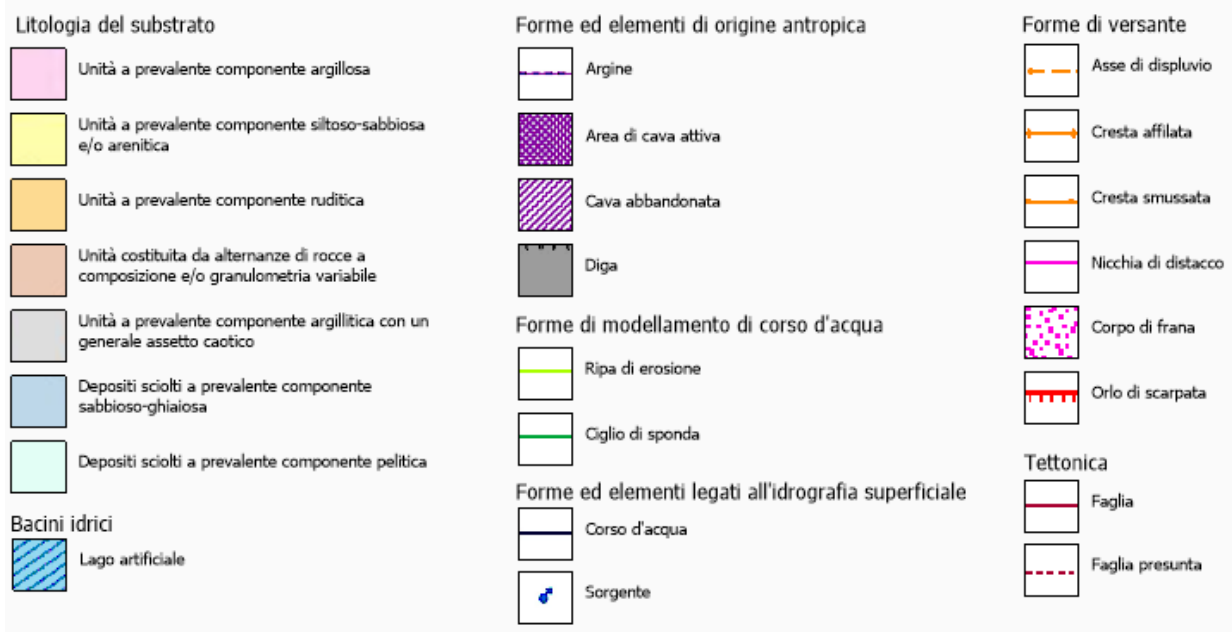 Litologia del substrato
Unità a prevalente componente argillosa
Unità a prevalente componente siltoso-sabbiosa
e/o arenitica
Unità a prevalente componente ruditica
Unità costituita da alternanze di rocce a
composizione e/o granulometria variabile
Unità a prevalente componente argillitica con un
generale assetto caotico
Depositi sciolti a prevalente componente
sabbioso-ghiaiosa
Depositi sciolti a prevalente componente pelitica
Bacini idrici
Lago artificiale
Forme ed elementi di origine antropica
Argine
Area di cava attiva
Cava abbandonata
Diga
Forme di modellamento di corso d'acqua
Ripa di erosione
Ciglio di sponda
Forme ed elementi legati all'idrografia superficiale
Corso d'acqua
Sorgente
Forme di versante
Asse di displuvio
Cresta affilata
Cresta smussata
Nicchia di distacco
Corpo di frana
Orlo di scarpata
Tettonica
Faglia
Faglia presunta